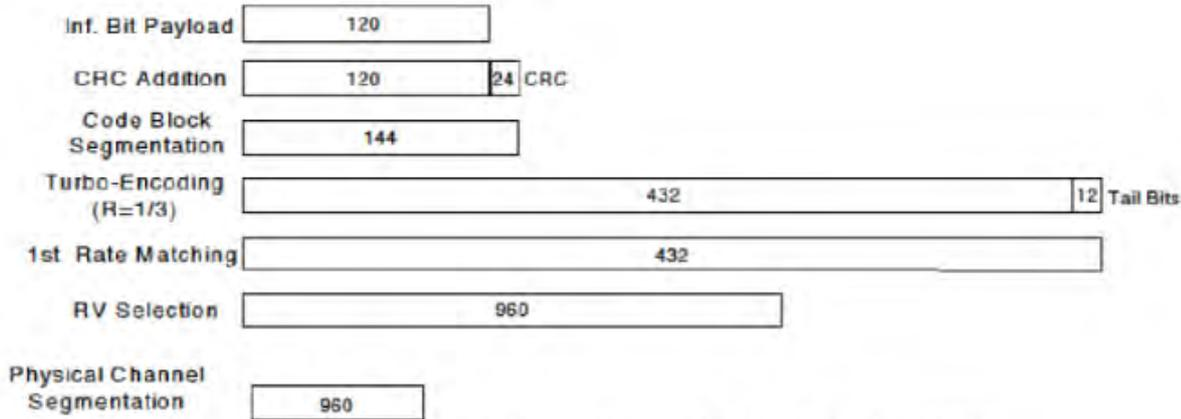 Inf. Bit Payload 120
CRC Addition 120 24 CRC
Code Block
Segmentation 144
Turbo-Encoding
(R=1/3) 432 12 Tail Bits
1st Rate Matching 432
RV Selection 960
Physical Channel
Segmentation 960